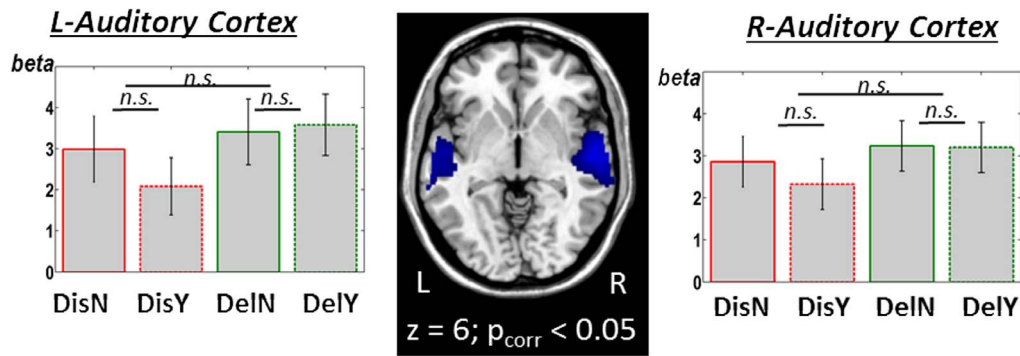 L-Auditory Cortex
beta
n.s.
n.s. n.s.
4
3
2
1
0
DisN DisY DelN DelY
L R
z = 6; pcorr < 0.05
R-Auditory Cortex
beta
n.s.
n.s. n.s.
4
3
2
1
0
DisN DisY DelN DelY